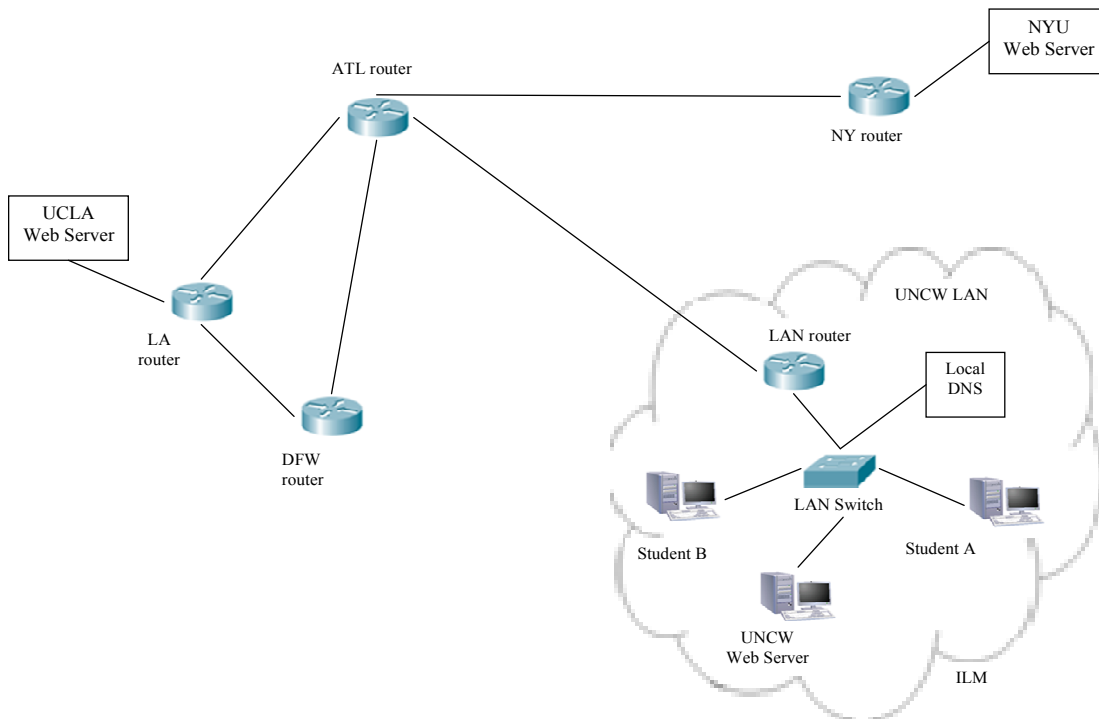 NYU
Web Server
ATL router
NY router
UCLA
Web Server
UNCW LAN
LAN router
LA
router
Local
DNS
DFW
router
LAN Switch
Student B
Student A
UNCW
Web Server
ILM